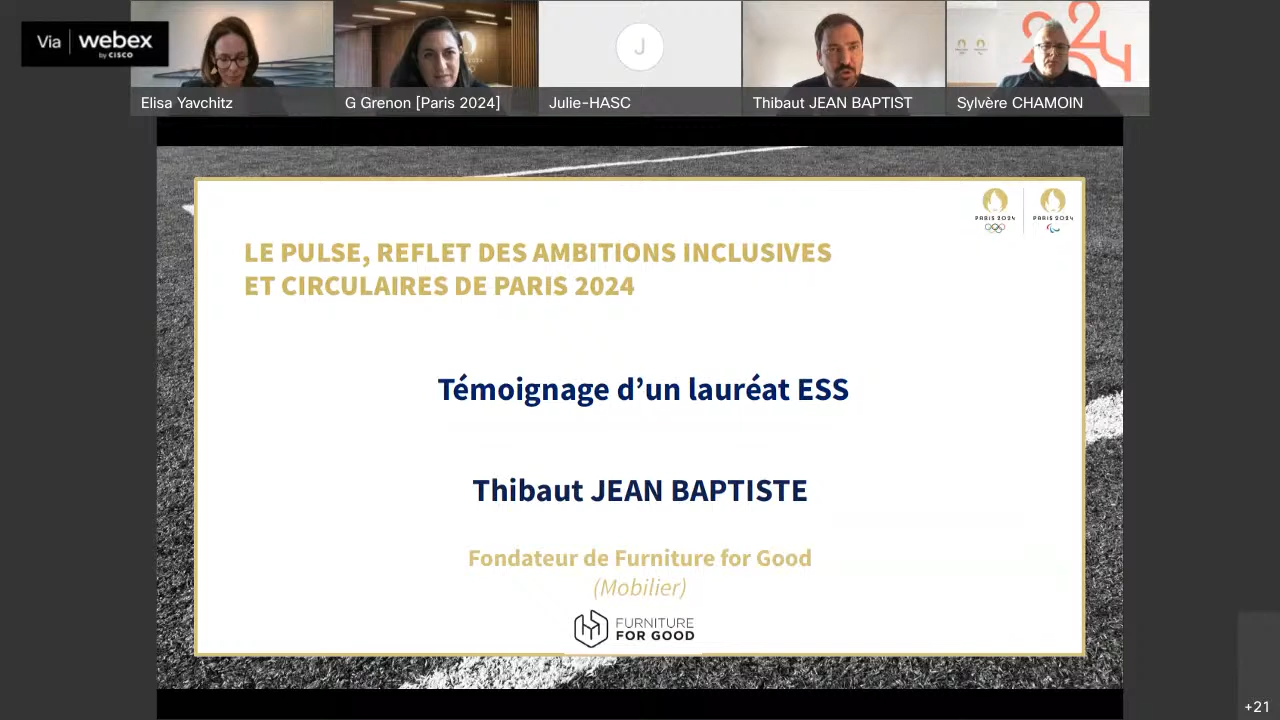 Via webex
by CISCO
J
Elisa Yavchitz
G Grenon [Paris 2024]
Julie-HASC
Thibaut JEAN BAPTIST
Sylvère CHAMOIN
PARIS 2024
PARIS 2024
LE PULSE, REFLET DES AMBITIONS INCLUSIVES
ET CIRCULAIRES DE PARIS 2024
Témoignage d’un lauréat ESS
Thibaut JEAN BAPTISTE
Fondateur de Furniture for Good
(Mobilier)
FURNITURE
FOR GOOD
+21